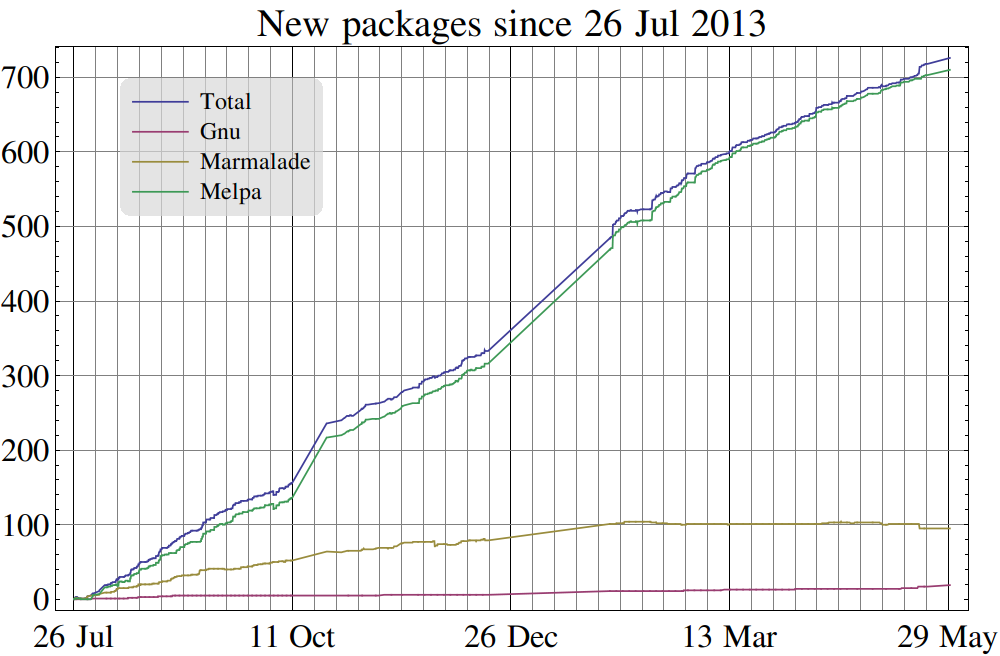 New packages since 26 Jul 2013
700
600
500
400
300
200
100
0
Total
Gnu
Marmalade
Melpa
26 Jul
11 Oct
26 Dec
13 Mar
29 May